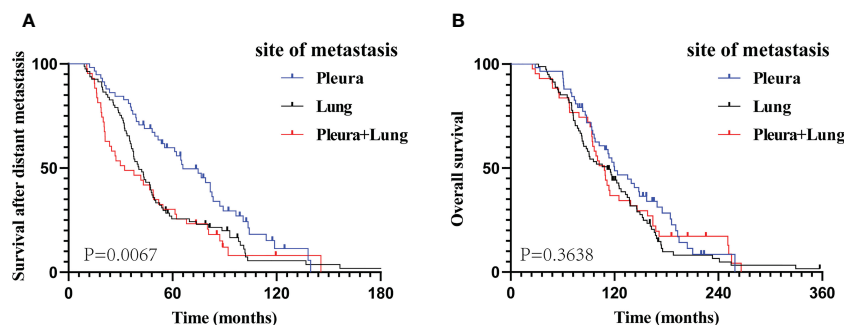 A
site of metastasis
Pleura
Lung
Pleura+Lung
Survival after distant metastasis
100
50
0
P=0.0067
0 60 120 180
Time (months)
B
site of metastasis
Pleura
Lung
Pleura+Lung
Overall survival
100
50
0
P=0.3638
0 120 240 360
Time (months)